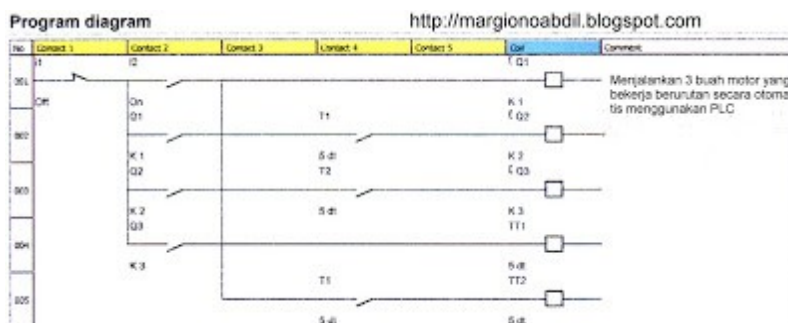 Program diagram
http://margionoabdil.blogspot.com
No Contact 1 Contact 2 Contact 3 Contact 4 Contact 5 Coil Comment
I1 I2 ( Q1
001
Menjalankan 3 buah motor yang
bekerja berurutan secara otoma
tis menggunakan PLC
Off On K 1
Q1 T1 ( Q2
002
K 1 5 dt K 2
Q2 T2 ( Q3
003
K 2 5 dt K 3
Q3 TT1
004
K 3 5 dt
T1 TT2
005
5 dt 5 dt